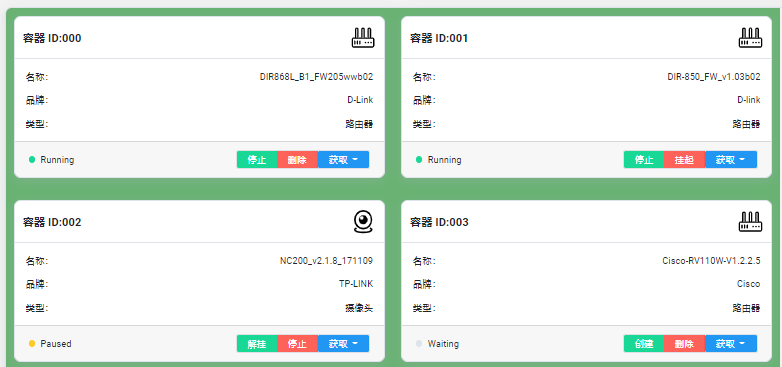 容器 ID:000
名称: DIR868L_B1_FW205wwb02
品牌: D-Link
类型: 路由器
Running 停止 删除 获取
容器 ID:001
名称: DIR-850_FW_v1.03b02
品牌: D-link
类型: 路由器
Running 停止 挂起 获取
容器 ID:002
名称: NC200_v2.1.8_171109
品牌: TP-LINK
类型: 摄像头
Paused 解挂 停止 获取
容器 ID:003
名称: Cisco-RV110W-V1.2.2.5
品牌: Cisco
类型: 路由器
Waiting 创建 删除 获取